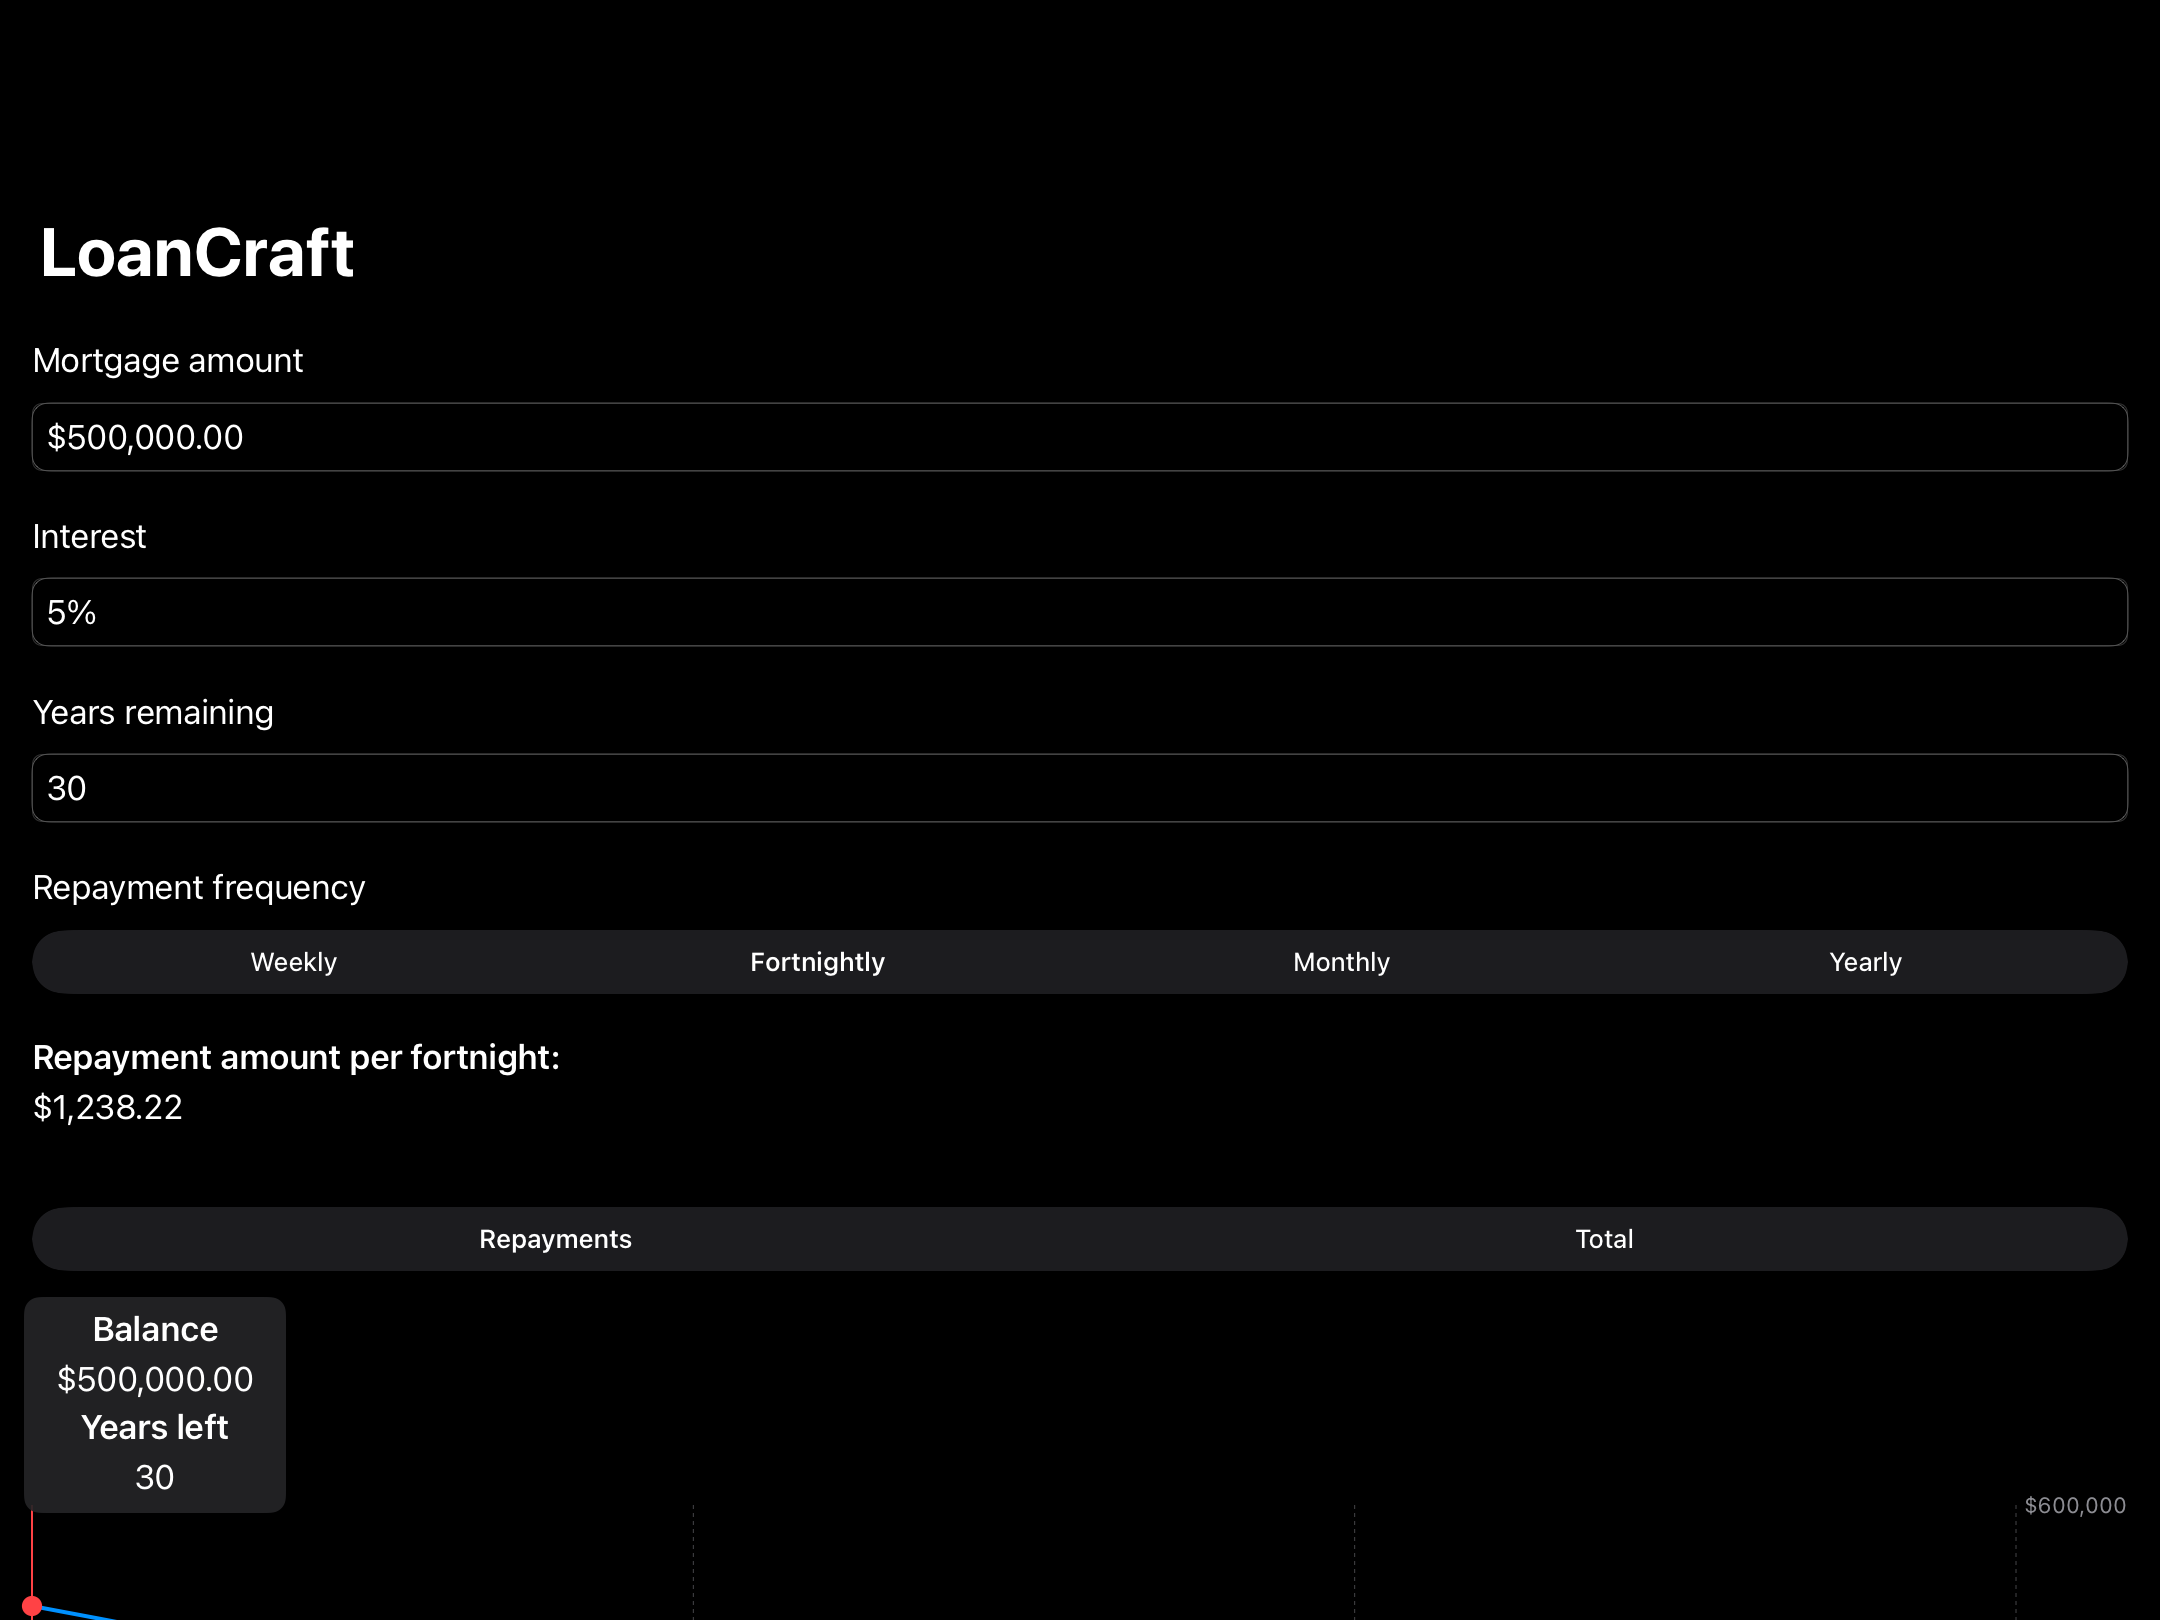 LoanCraft
Mortgage amount
$500,000.00
Interest
5%
Years remaining
30
Repayment frequency
Weekly Fortnightly Monthly Yearly
Repayment amount per fortnight:
$1,238.22
Repayments Total
Balance
$500,000.00
Years left
30
$600,000